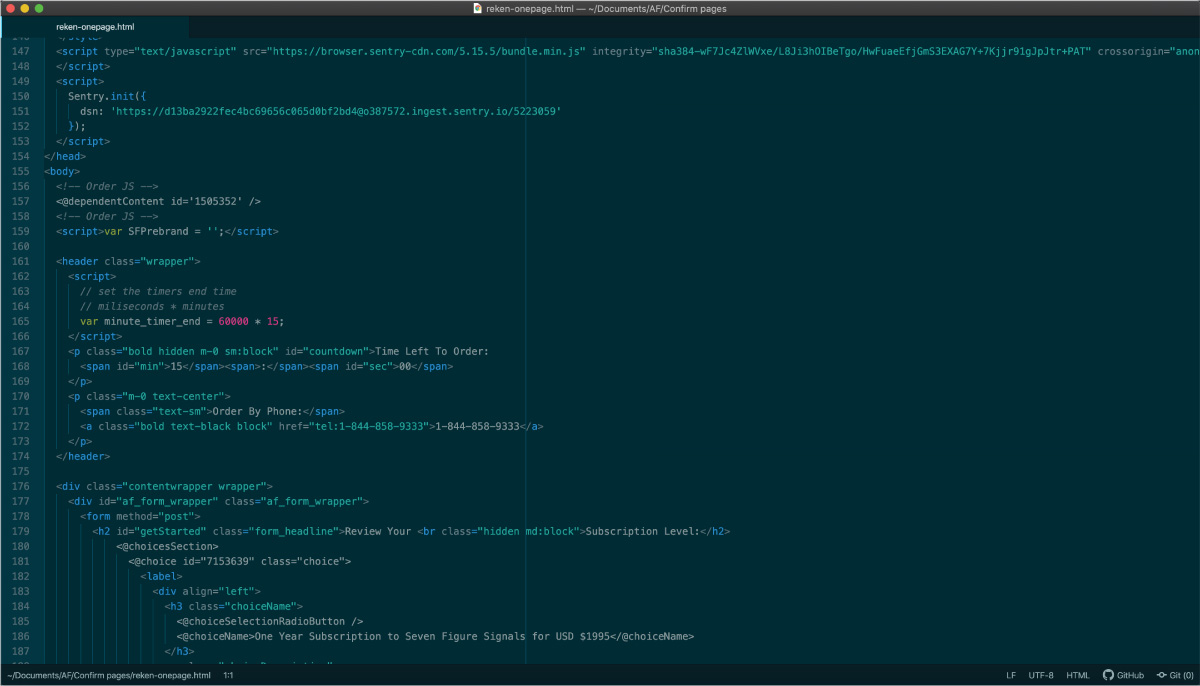 reken-onepage.html — ~/Documents/AF/Confirm pages
reken-onepage.html
146 </style>
147 <script type="text/javascript" src="https://browser.sentry-cdn.com/5.15.5/bundle.min.js" integrity="sha384-wF7Jc4ZlWVxe/L8Ji3hOIBeTgo/HwFuaeEfjGmS3EXAG7Y+7Kjjr91gJpJtr+PAT" crossorigin="anon
148 </script>
149 <script>
150 Sentry.init({
151 dsn: 'https://d13ba2922fec4bc69656c065d0bf2bd4@o387572.ingest.sentry.io/5223059'
152 });
153 </script>
154 </head>
155 <body>
156 <!-- Order JS -->
157 <@dependentContent id='1505352' />
158 <!-- Order JS -->
159 <script>var SFPrebrand = '';</script>
160
161 <header class="wrapper">
162 <script>
163 // set the timers end time
164 // miliseconds * minutes
165 var minute_timer_end = 60000 * 15;
166 </script>
167 <p class="bold hidden m-0 sm:block" id="countdown">Time Left To Order:
168 <span id="min">15</span><span>:</span><span id="sec">00</span>
169 </p>
170 <p class="m-0 text-center">
171 <span class="text-sm">Order By Phone:</span>
172 <a class="bold text-black block" href="tel:1-844-858-9333">1-844-858-9333</a>
173 </p>
174 </header>
175
176 <div class="contentwrapper wrapper">
177 <div id="af_form_wrapper" class="af_form_wrapper">
178 <form method="post">
179 <h2 id="getStarted" class="form_headline">Review Your <br class="hidden md:block">Subscription Level:</h2>
180 <@choicesSection>
181 <@choice id="7153639" class="choice">
182 <label>
183 <div align="left">
184 <h3 class="choiceName">
185 <@choiceSelectionRadioButton />
186 <@choiceName>One Year Subscription to Seven Figure Signals for USD $1995</@choiceName>
187 </h3>
~/Documents/AF/Confirm pages/reken-onepage.html 1:1 LF UTF-8 HTML GitHub Git (0)